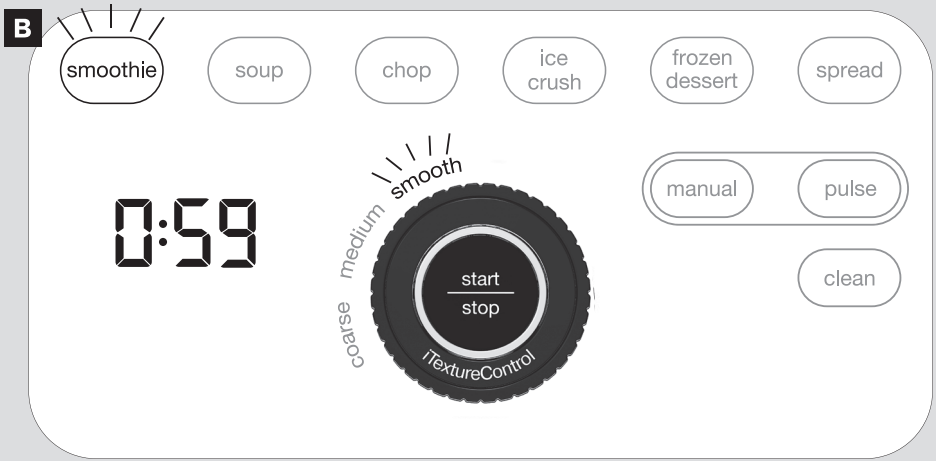 B
smoothie
soup
chop
ice
crush
frozen
dessert
spread
smooth
medium
coarse
0:59
start
stop
iTextureControl
manual
pulse
clean